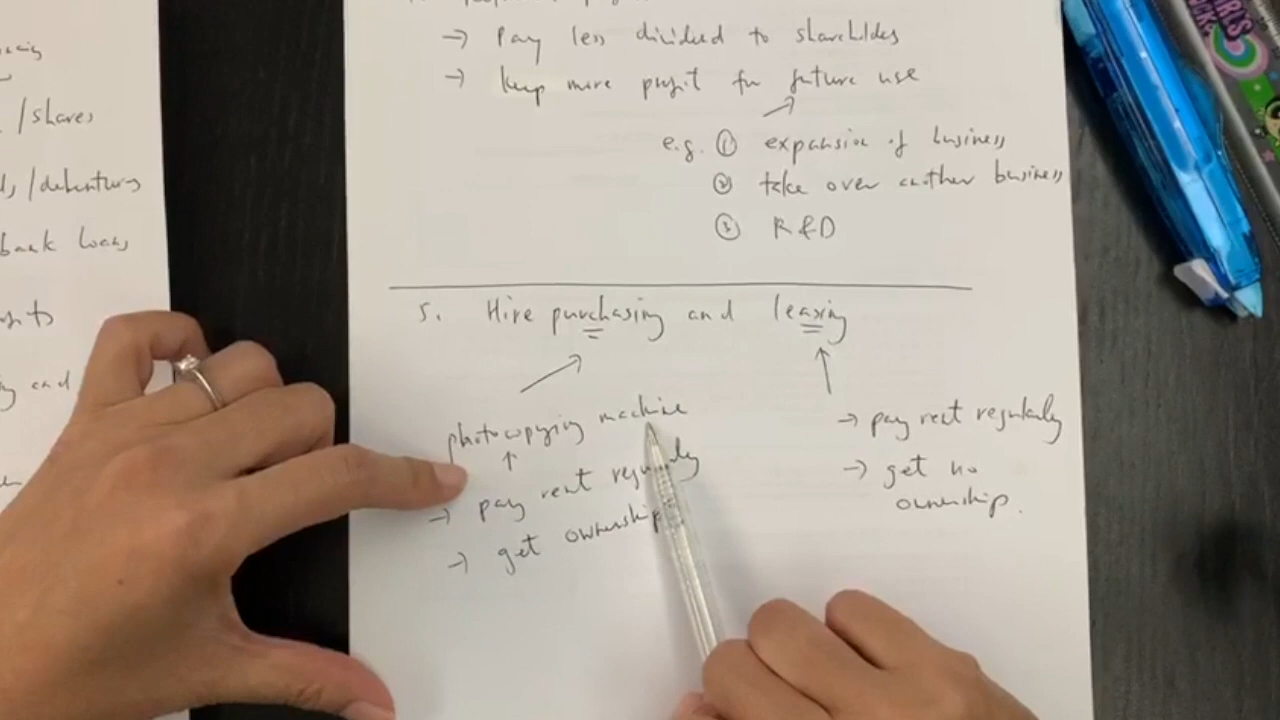 /shares
/debentures
bank loans
and
→ Pay less divided to shareholders
→ keep more profit for future use
e.g. ① expansion of business
② take over another business
③ R&D
5. Hire purchasing and leasing
photocopying machine
→ pay rent regularly
→ get ownership
→ pay rent regularly
→ get no
ownership.